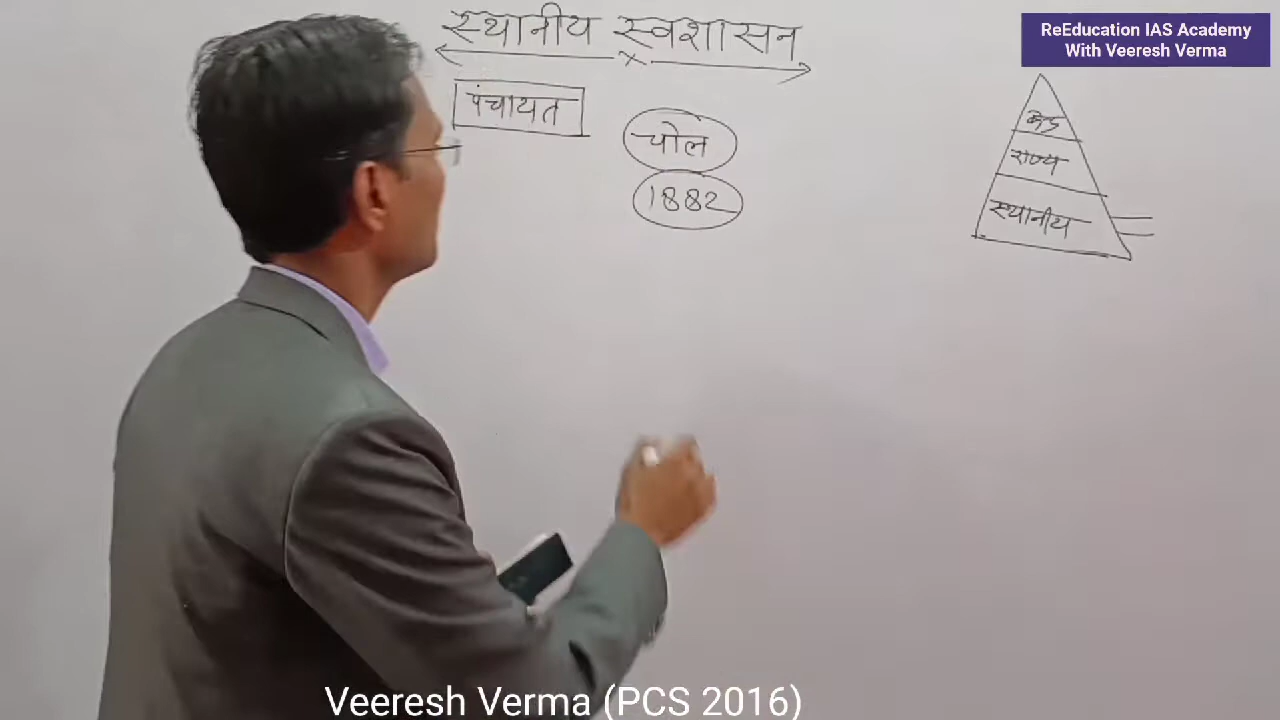 स्थानीय स्वशासन
पंचायत
चोल
1882
ReEducation IAS Academy
With Veeresh Verma
केंद्र
राज्य
स्थानीय
Veeresh Verma (PCS 2016)